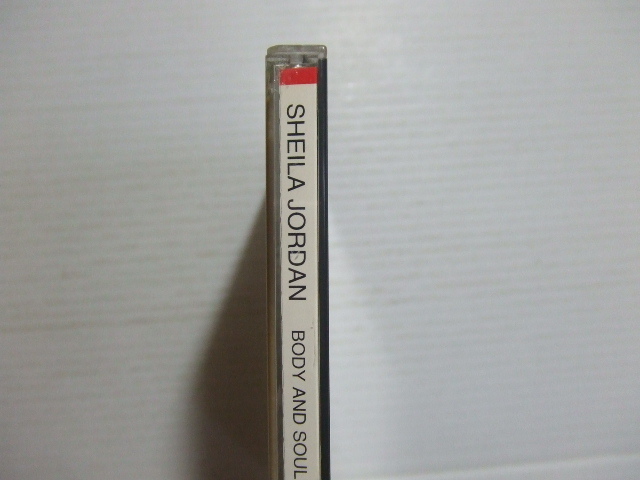 SHEILA JORDAN BODY AND SOUL